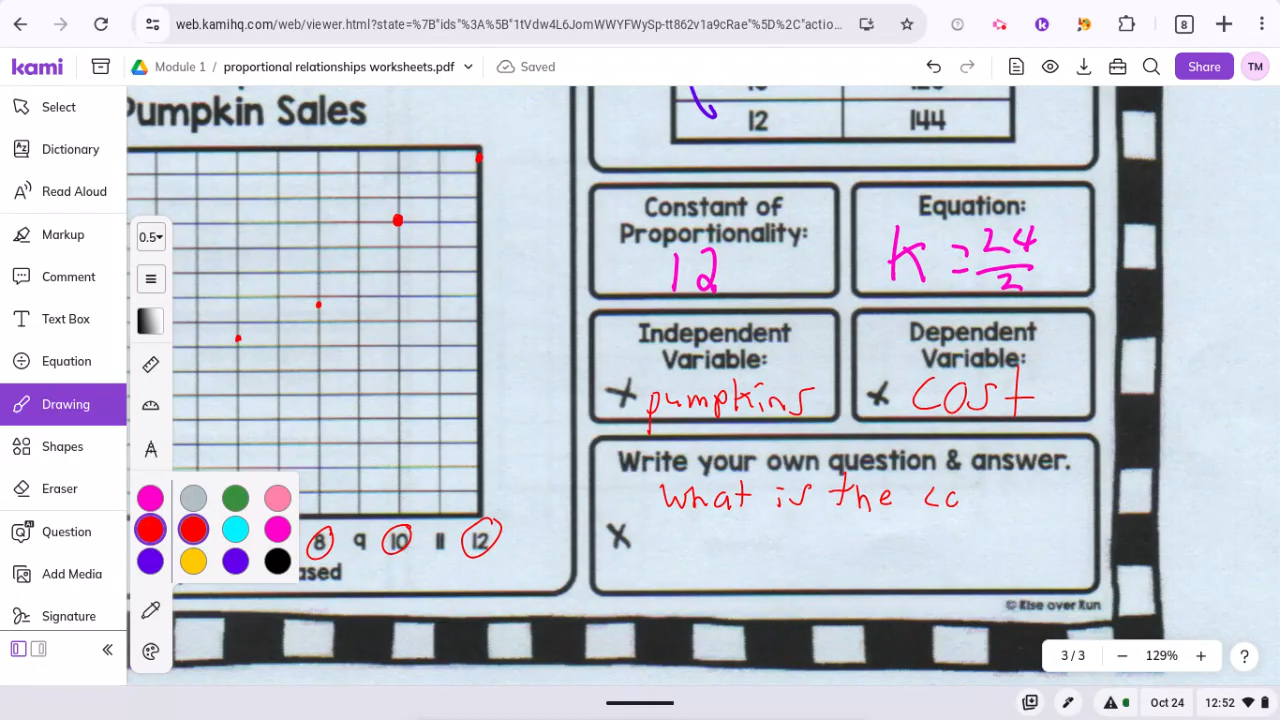 web.kamihq.com/web/viewer.html?state=%7B"ids"%3A%5B"1tVdw4L6JomWWYFWySp-tt862v1a9cRae"%5D%2C"actio...
8
kami
Module 1 / proportional relationships worksheets.pdf
Saved
Share
TM
Select
Dictionary
Read Aloud
Markup
Comment
Text Box
Equation
Drawing
Shapes
Eraser
Question
Add Media
Signature
0.5
Pumpkin Sales
8 9 10 11 12
ased
12 144
Constant of
Proportionality:
12
Equation:
K = 24
2
Independent
Variable:
pumpkins
Dependent
Variable:
cost
Write your own question & answer.
what is the co
© Rise over Run
3 / 3
129%
Oct 24
12:52